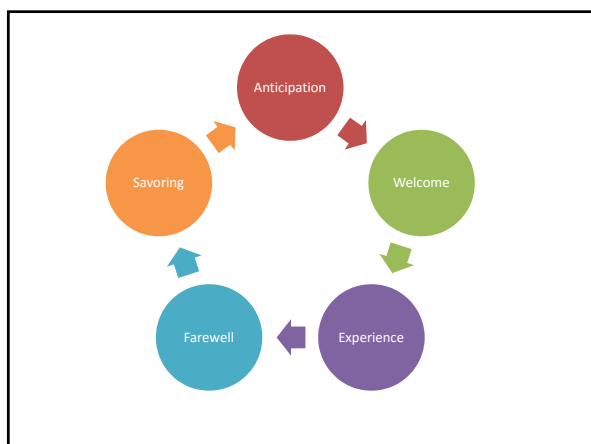 Anticipation
Welcome
Experience
Farewell
Savoring